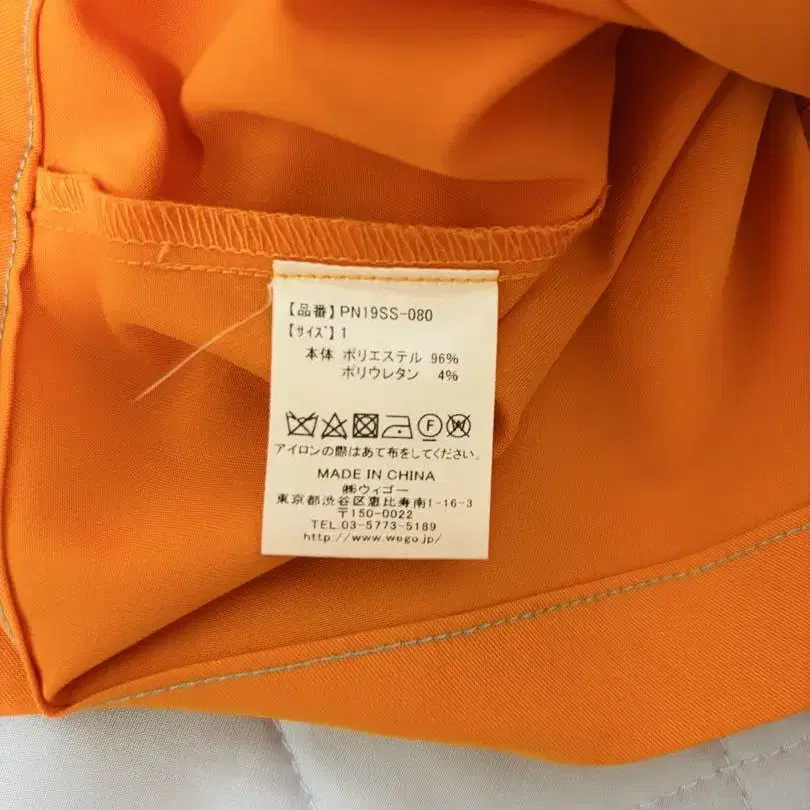 【品番】PN19SS-080
【ｻｲｽﾞ】1
本体 ポリエステル 96%
ポリウレタン 4%
F W
アイロンの際はあて布をしてください。
MADE IN CHINA
㈱ウィゴー
東京都渋谷区恵比寿南1-16-3
〒150-0022
TEL.03-5773-5189
http://www.wego.jp/